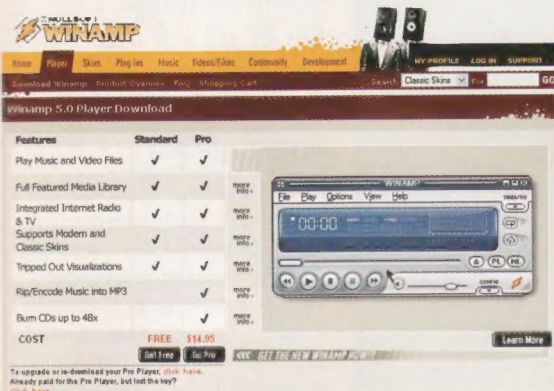 NULLSOFT
WINAMP
Home Player Skins Plug-ins Music Videos/Films Community Development MY PROFILE LOG IN SUPPORT
Download Winamp Product Overview Faq Shopping Cart Search Classic Skins For GO
Winamp 5.0 Player Download
Features Standard Pro
Play Music and Video Files
Full Featured Media Library more info
Integrated Internet Radio & TV more info
Supports Modern and Classic Skins more info
Tripped Out Visualizations more info
Rip/Encode Music into MP3 more info
Burn CDs up to 48x more info
COST FREE $14.95
Get Free Go Pro
WINAMP
File Play Options View Help
00:00
PL ML
CONFIG
Learn More
<<< GET THE NEW WINAMP NOW!
To upgrade or re-download your Pro Player, click here.
Already paid for the Pro Player, but lost the key?
click here.